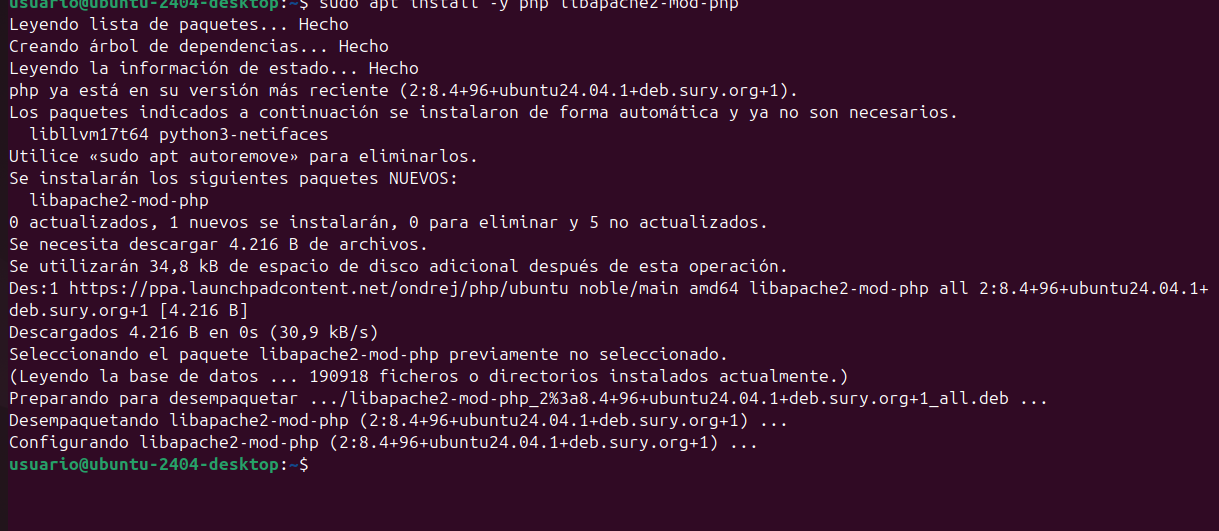 usuario@ubuntu-2404-desktop:~$ sudo apt install -y php libapache2-mod-php
Leyendo lista de paquetes... Hecho
Creando árbol de dependencias... Hecho
Leyendo la información de estado... Hecho
php ya está en su versión más reciente (2:8.4+96+ubuntu24.04.1+deb.sury.org+1).
Los paquetes indicados a continuación se instalaron de forma automática y ya no son necesarios.
  libllvm17t64 python3-netifaces
Utilice «sudo apt autoremove» para eliminarlos.
Se instalarán los siguientes paquetes NUEVOS:
  libapache2-mod-php
0 actualizados, 1 nuevos se instalarán, 0 para eliminar y 5 no actualizados.
Se necesita descargar 4.216 B de archivos.
Se utilizarán 34,8 kB de espacio de disco adicional después de esta operación.
Des:1 https://ppa.launchpadcontent.net/ondrej/php/ubuntu noble/main amd64 libapache2-mod-php all 2:8.4+96+ubuntu24.04.1+
deb.sury.org+1 [4.216 B]
Descargados 4.216 B en 0s (30,9 kB/s)
Seleccionando el paquete libapache2-mod-php previamente no seleccionado.
(Leyendo la base de datos ... 190918 ficheros o directorios instalados actualmente.)
Preparando para desempaquetar .../libapache2-mod-php_2%3a8.4+96+ubuntu24.04.1+deb.sury.org+1_all.deb ...
Desempaquetando libapache2-mod-php (2:8.4+96+ubuntu24.04.1+deb.sury.org+1) ...
Configurando libapache2-mod-php (2:8.4+96+ubuntu24.04.1+deb.sury.org+1) ...
usuario@ubuntu-2404-desktop:~$